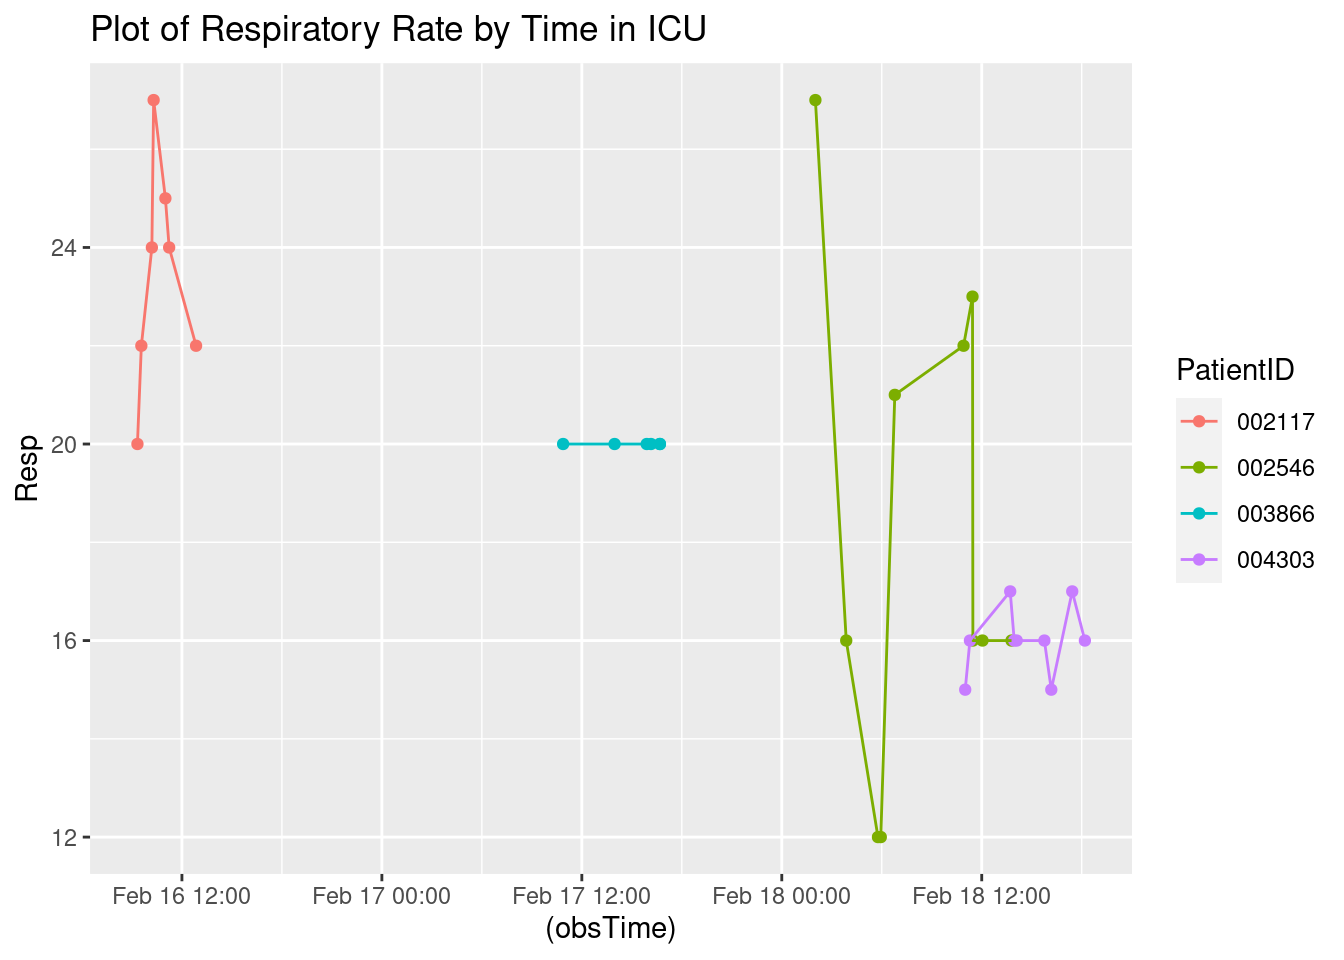 Plot of Respiratory Rate by Time in ICU
Resp
24
20
16
12
Feb 16 12:00
Feb 17 00:00
Feb 17 12:00
Feb 18 00:00
Feb 18 12:00
(obsTime)
PatientID
002117
002546
003866
004303